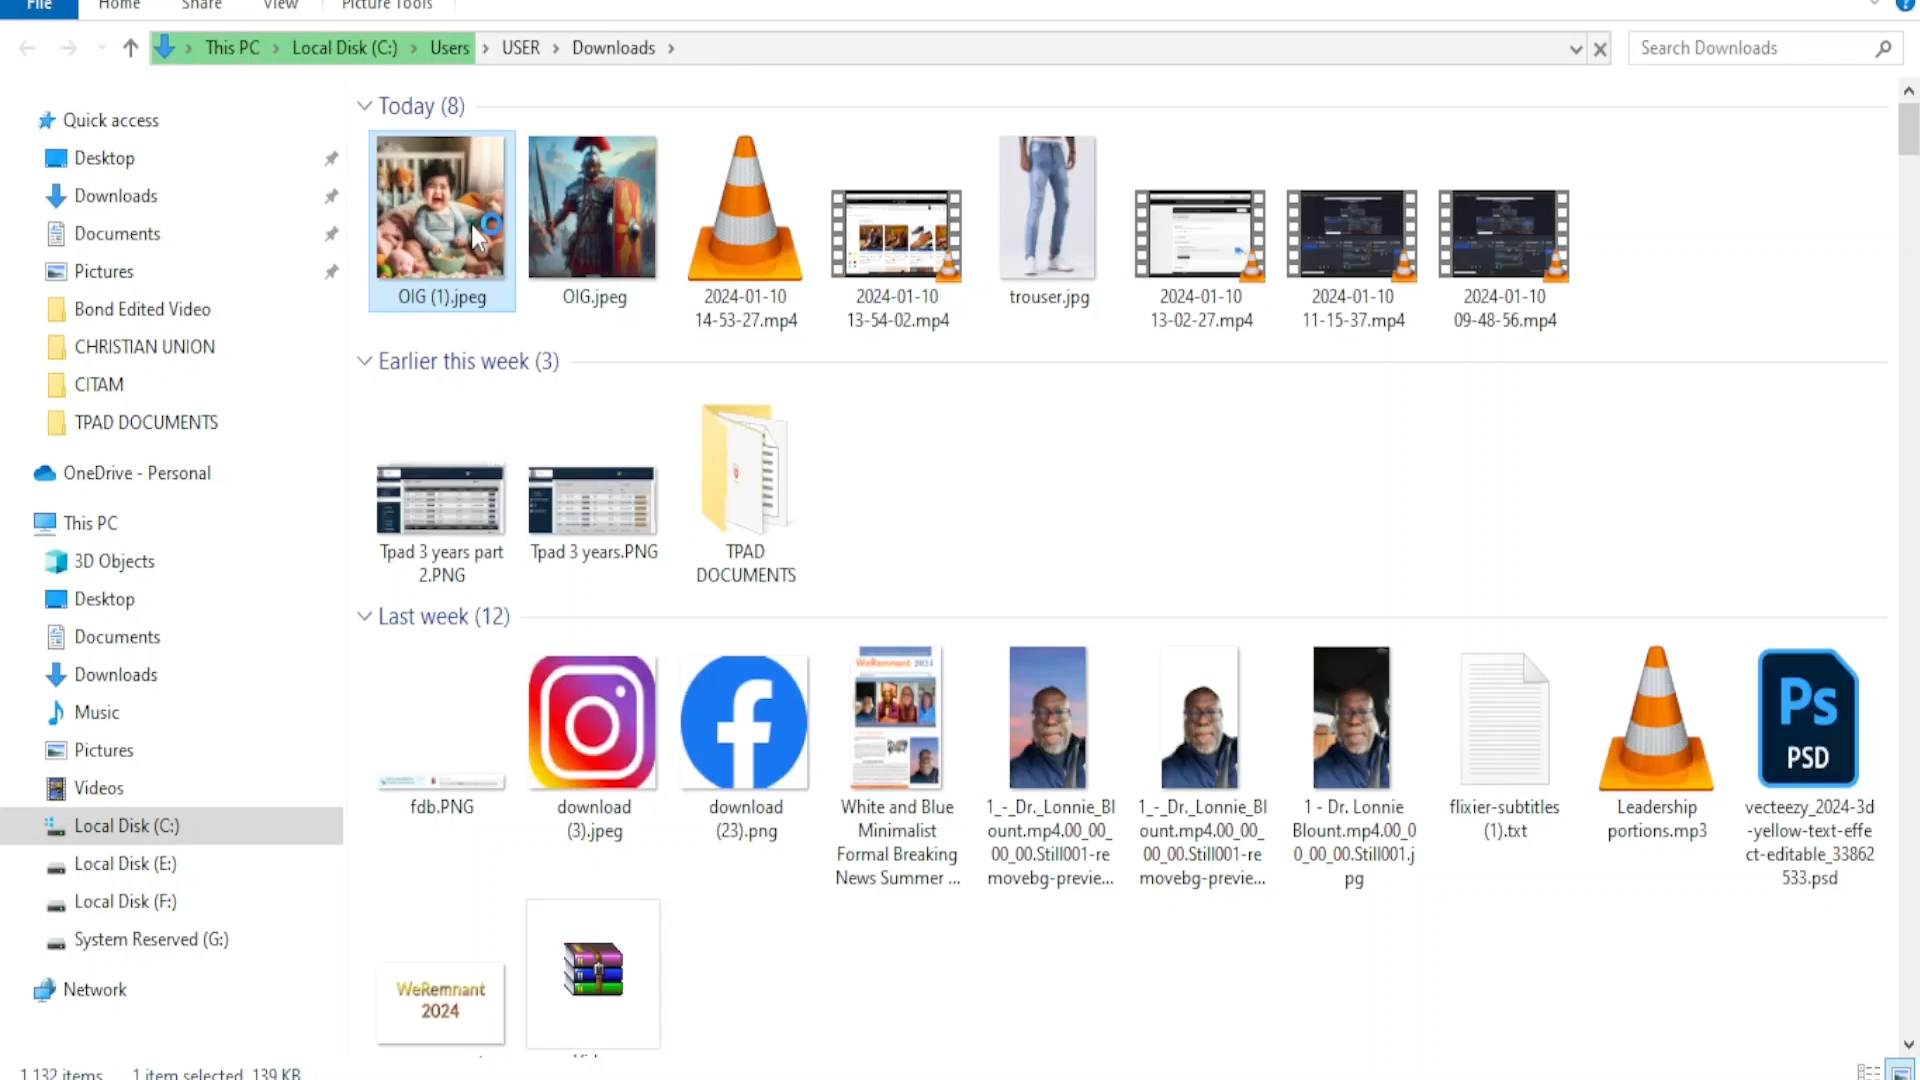 File Home Share View Picture Tools
This PC Local Disk (C:) Users USER Downloads
Search Downloads
Quick access
Desktop
Downloads
Documents
Pictures
Bond Edited Video
CHRISTIAN UNION
CITAM
TPAD DOCUMENTS
OneDrive - Personal
This PC
3D Objects
Desktop
Documents
Downloads
Music
Pictures
Videos
Local Disk (C:)
Local Disk (E:)
Local Disk (F:)
System Reserved (G:)
Network
Today (8)
OIG (1).jpeg
OIG.jpeg
2024-01-10
14-53-27.mp4
2024-01-10
13-54-02.mp4
trouser.jpg
2024-01-10
13-02-27.mp4
2024-01-10
11-15-37.mp4
2024-01-10
09-48-56.mp4
Earlier this week (3)
Tpad 3 years part
2.PNG
Tpad 3 years.PNG
TPAD
DOCUMENTS
Last week (12)
fdb.PNG
download
(3).jpeg
download
(23).png
WeRemnant 2024
White and Blue
Minimalist
Formal Breaking
News Summer ...
1_-_Dr._Lonnie_Bl
ount.mp4.00_00_
00_00.Still001-re
movebg-previe...
1_-_Dr._Lonnie_Bl
ount.mp4.00_00_
00_00.Still001-re
movebg-previe...
1 - Dr. Lonnie
Blount.mp4.00_0
0_00_00.Still001.j
pg
flixier-subtitles
(1).txt
Leadership
portions.mp3
Ps
PSD
vecteezy_2024-3d
-yellow-text-effe
ct-editable_33862
533.psd
WeRemnant
2024
1,132 items 1 item selected 139 KB